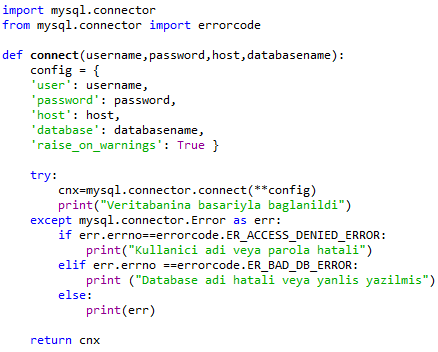 import mysql.connector
from mysql.connector import errorcode

def connect(username,password,host,databasename):
    config = {
    'user': username,
    'password': password,
    'host': host,
    'database': databasename,
    'raise_on_warnings': True }

    try:
        cnx=mysql.connector.connect(**config)
        print("Veritabanina basariyla baglanildi")
    except mysql.connector.Error as err:
        if err.errno==errorcode.ER_ACCESS_DENIED_ERROR:
            print("Kullanici adi veya parola hatali")
        elif err.errno ==errorcode.ER_BAD_DB_ERROR:
            print ("Database adi hatali veya yanlis yazilmis")
        else:
            print(err)

    return cnx